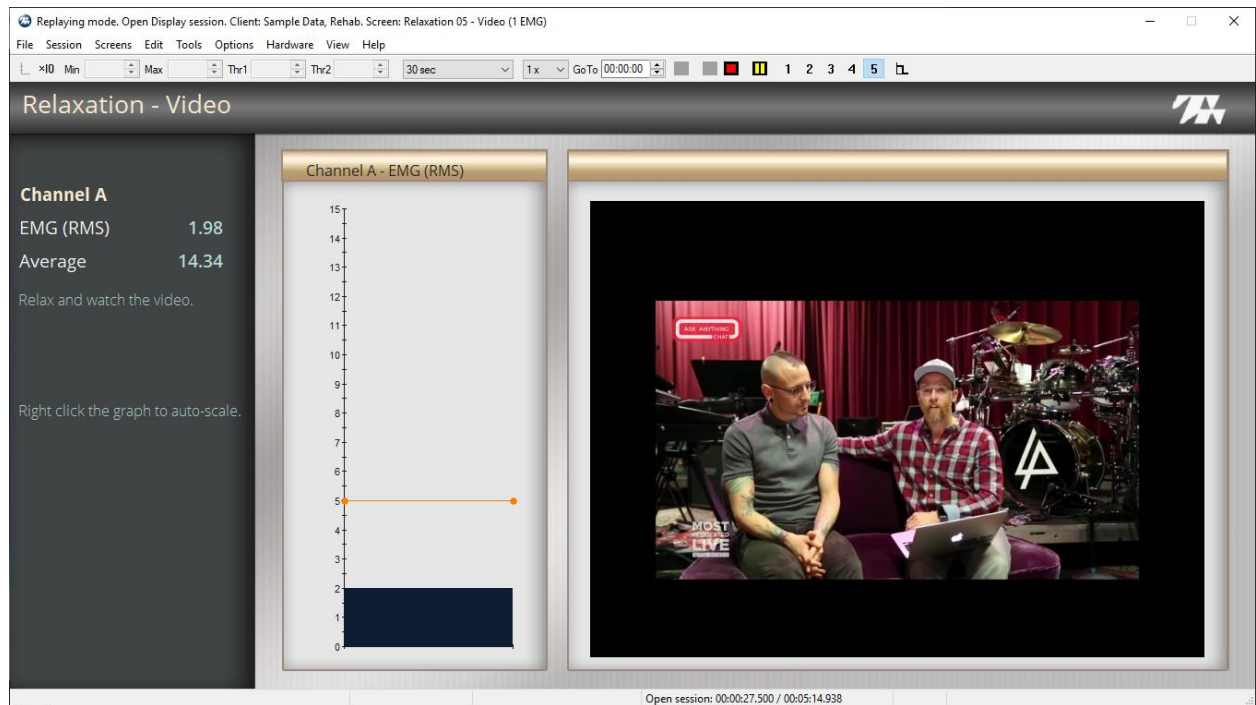 Replaying mode. Open Display session. Client: Sample Data, Rehab. Screen: Relaxation 05 - Video (1 EMG)
File Session Screens Edit Tools Options Hardware View Help
×10 Min Max Thr1 Thr2 30 sec 1 x GoTo 00:00:00 1 2 3 4 5
Relaxation - Video
Channel A
EMG (RMS) 1.98
Average 14.34
Relax and watch the video.
Right click the graph to auto-scale.
Channel A - EMG (RMS)
15
14
13
12
11
10
9
8
7
6
5
4
3
2
1
0
ASK ANYTHING
CHAT
MOST
REQUESTED
LIVE
Open session: 00:00:27.500 / 00:05:14.938